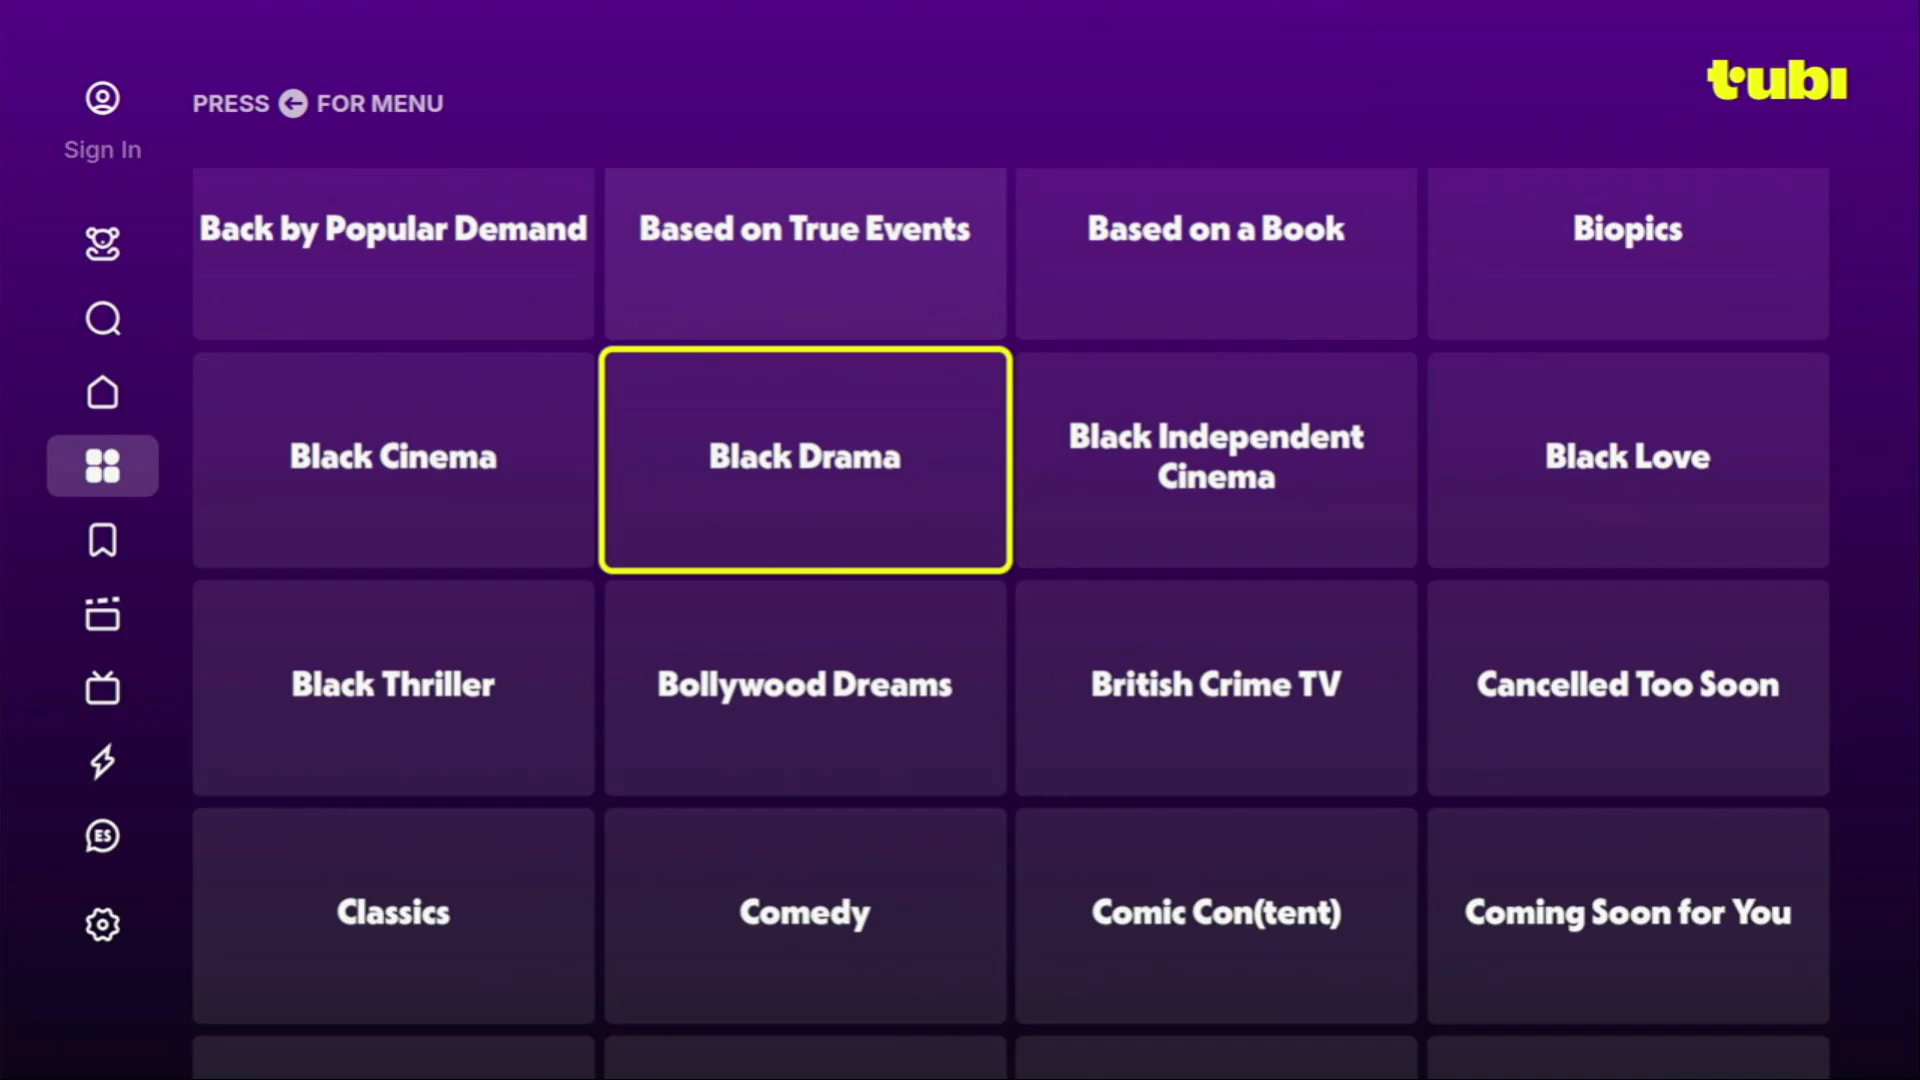 tubi
PRESS FOR MENU
Sign In
Back by Popular Demand
Based on True Events
Based on a Book
Biopics
Black Cinema
Black Drama
Black Independent
Cinema
Black Love
Black Thriller
Bollywood Dreams
British Crime TV
Cancelled Too Soon
ES
Classics
Comedy
Comic Con(tent)
Coming Soon for You